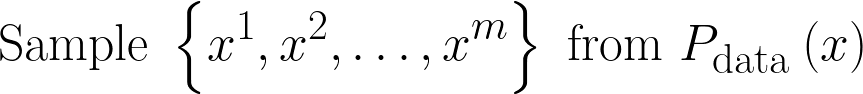 Sample {x^1, x^2, ..., x^m} from P_data (x)